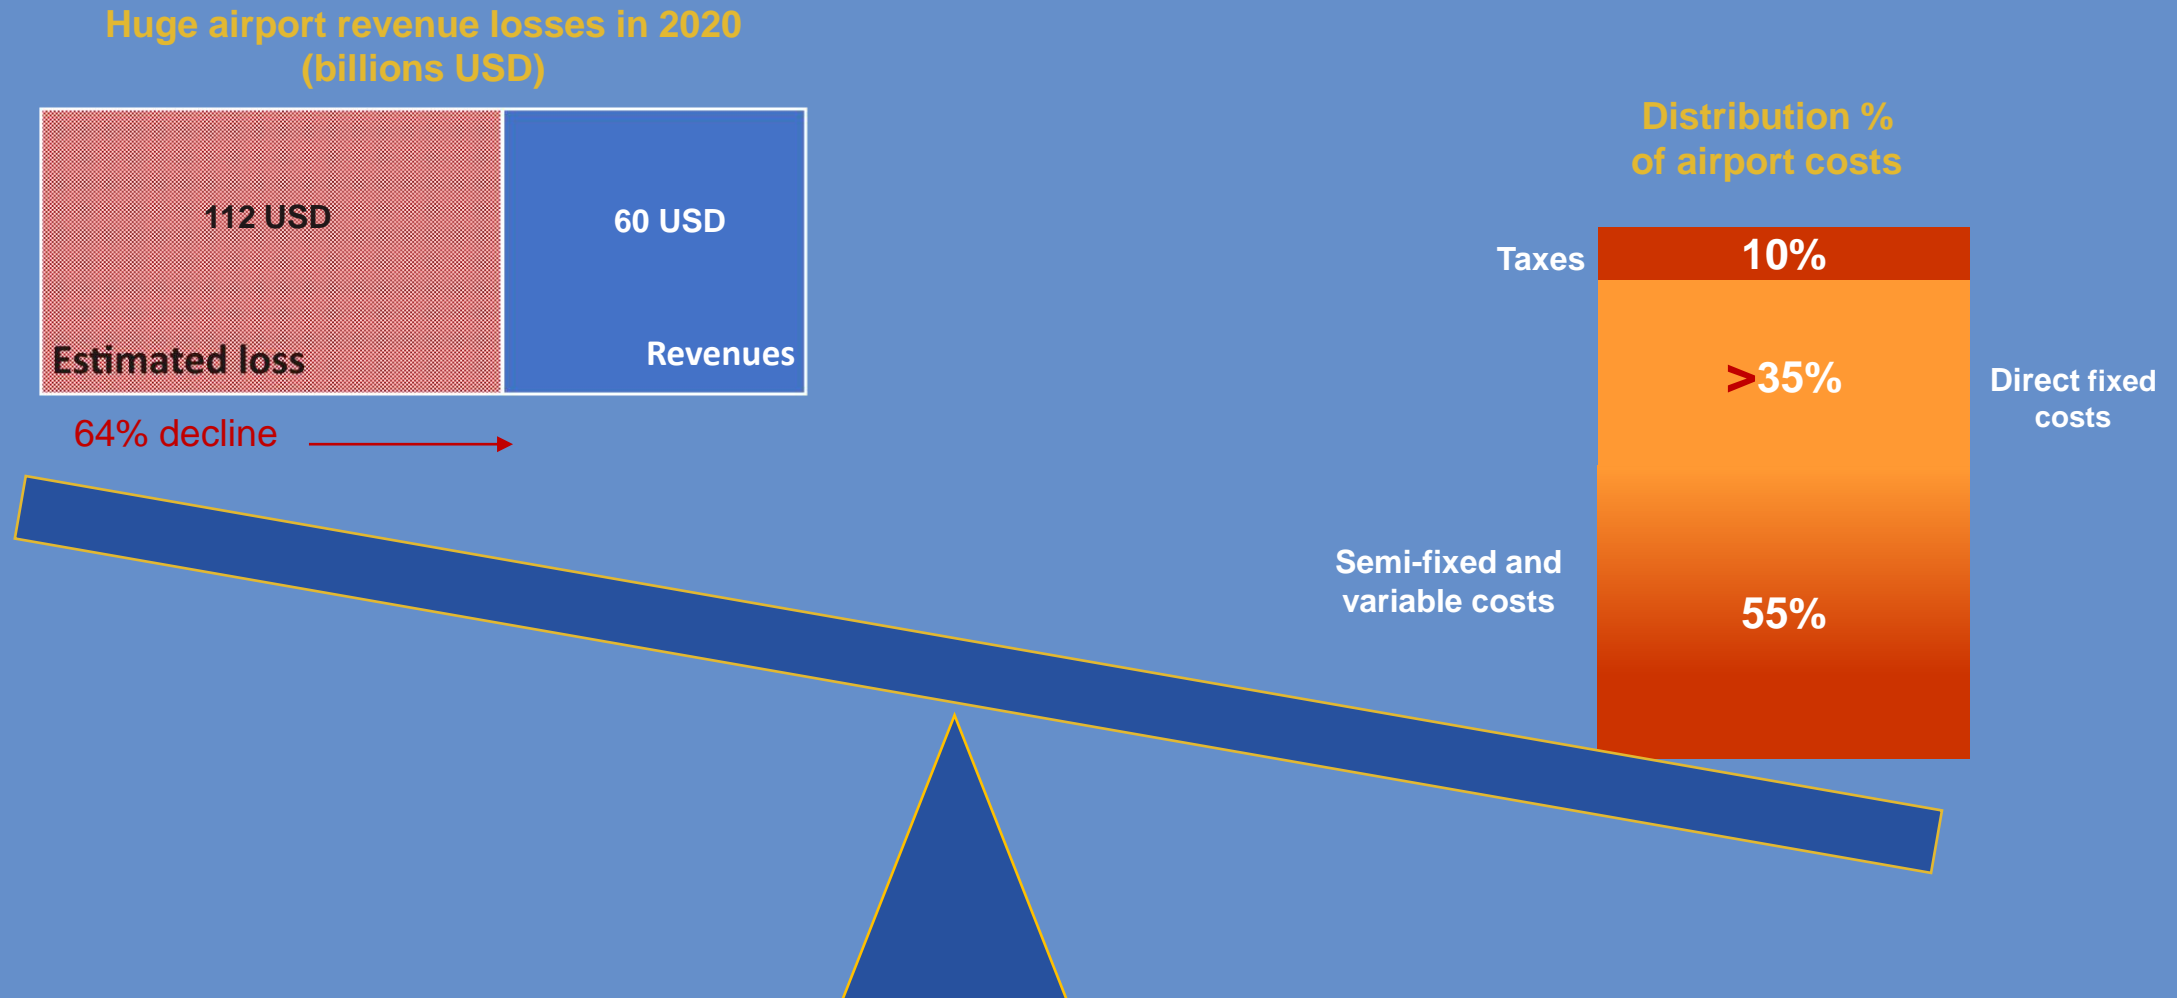 Huge airport revenue losses in 2020
(billions USD)
112 USD
60 USD
Estimated loss
Revenues
64% decline
Distribution %
of airport costs
Taxes
10%
>35%
Direct fixed
costs
Semi-fixed and
variable costs
55%